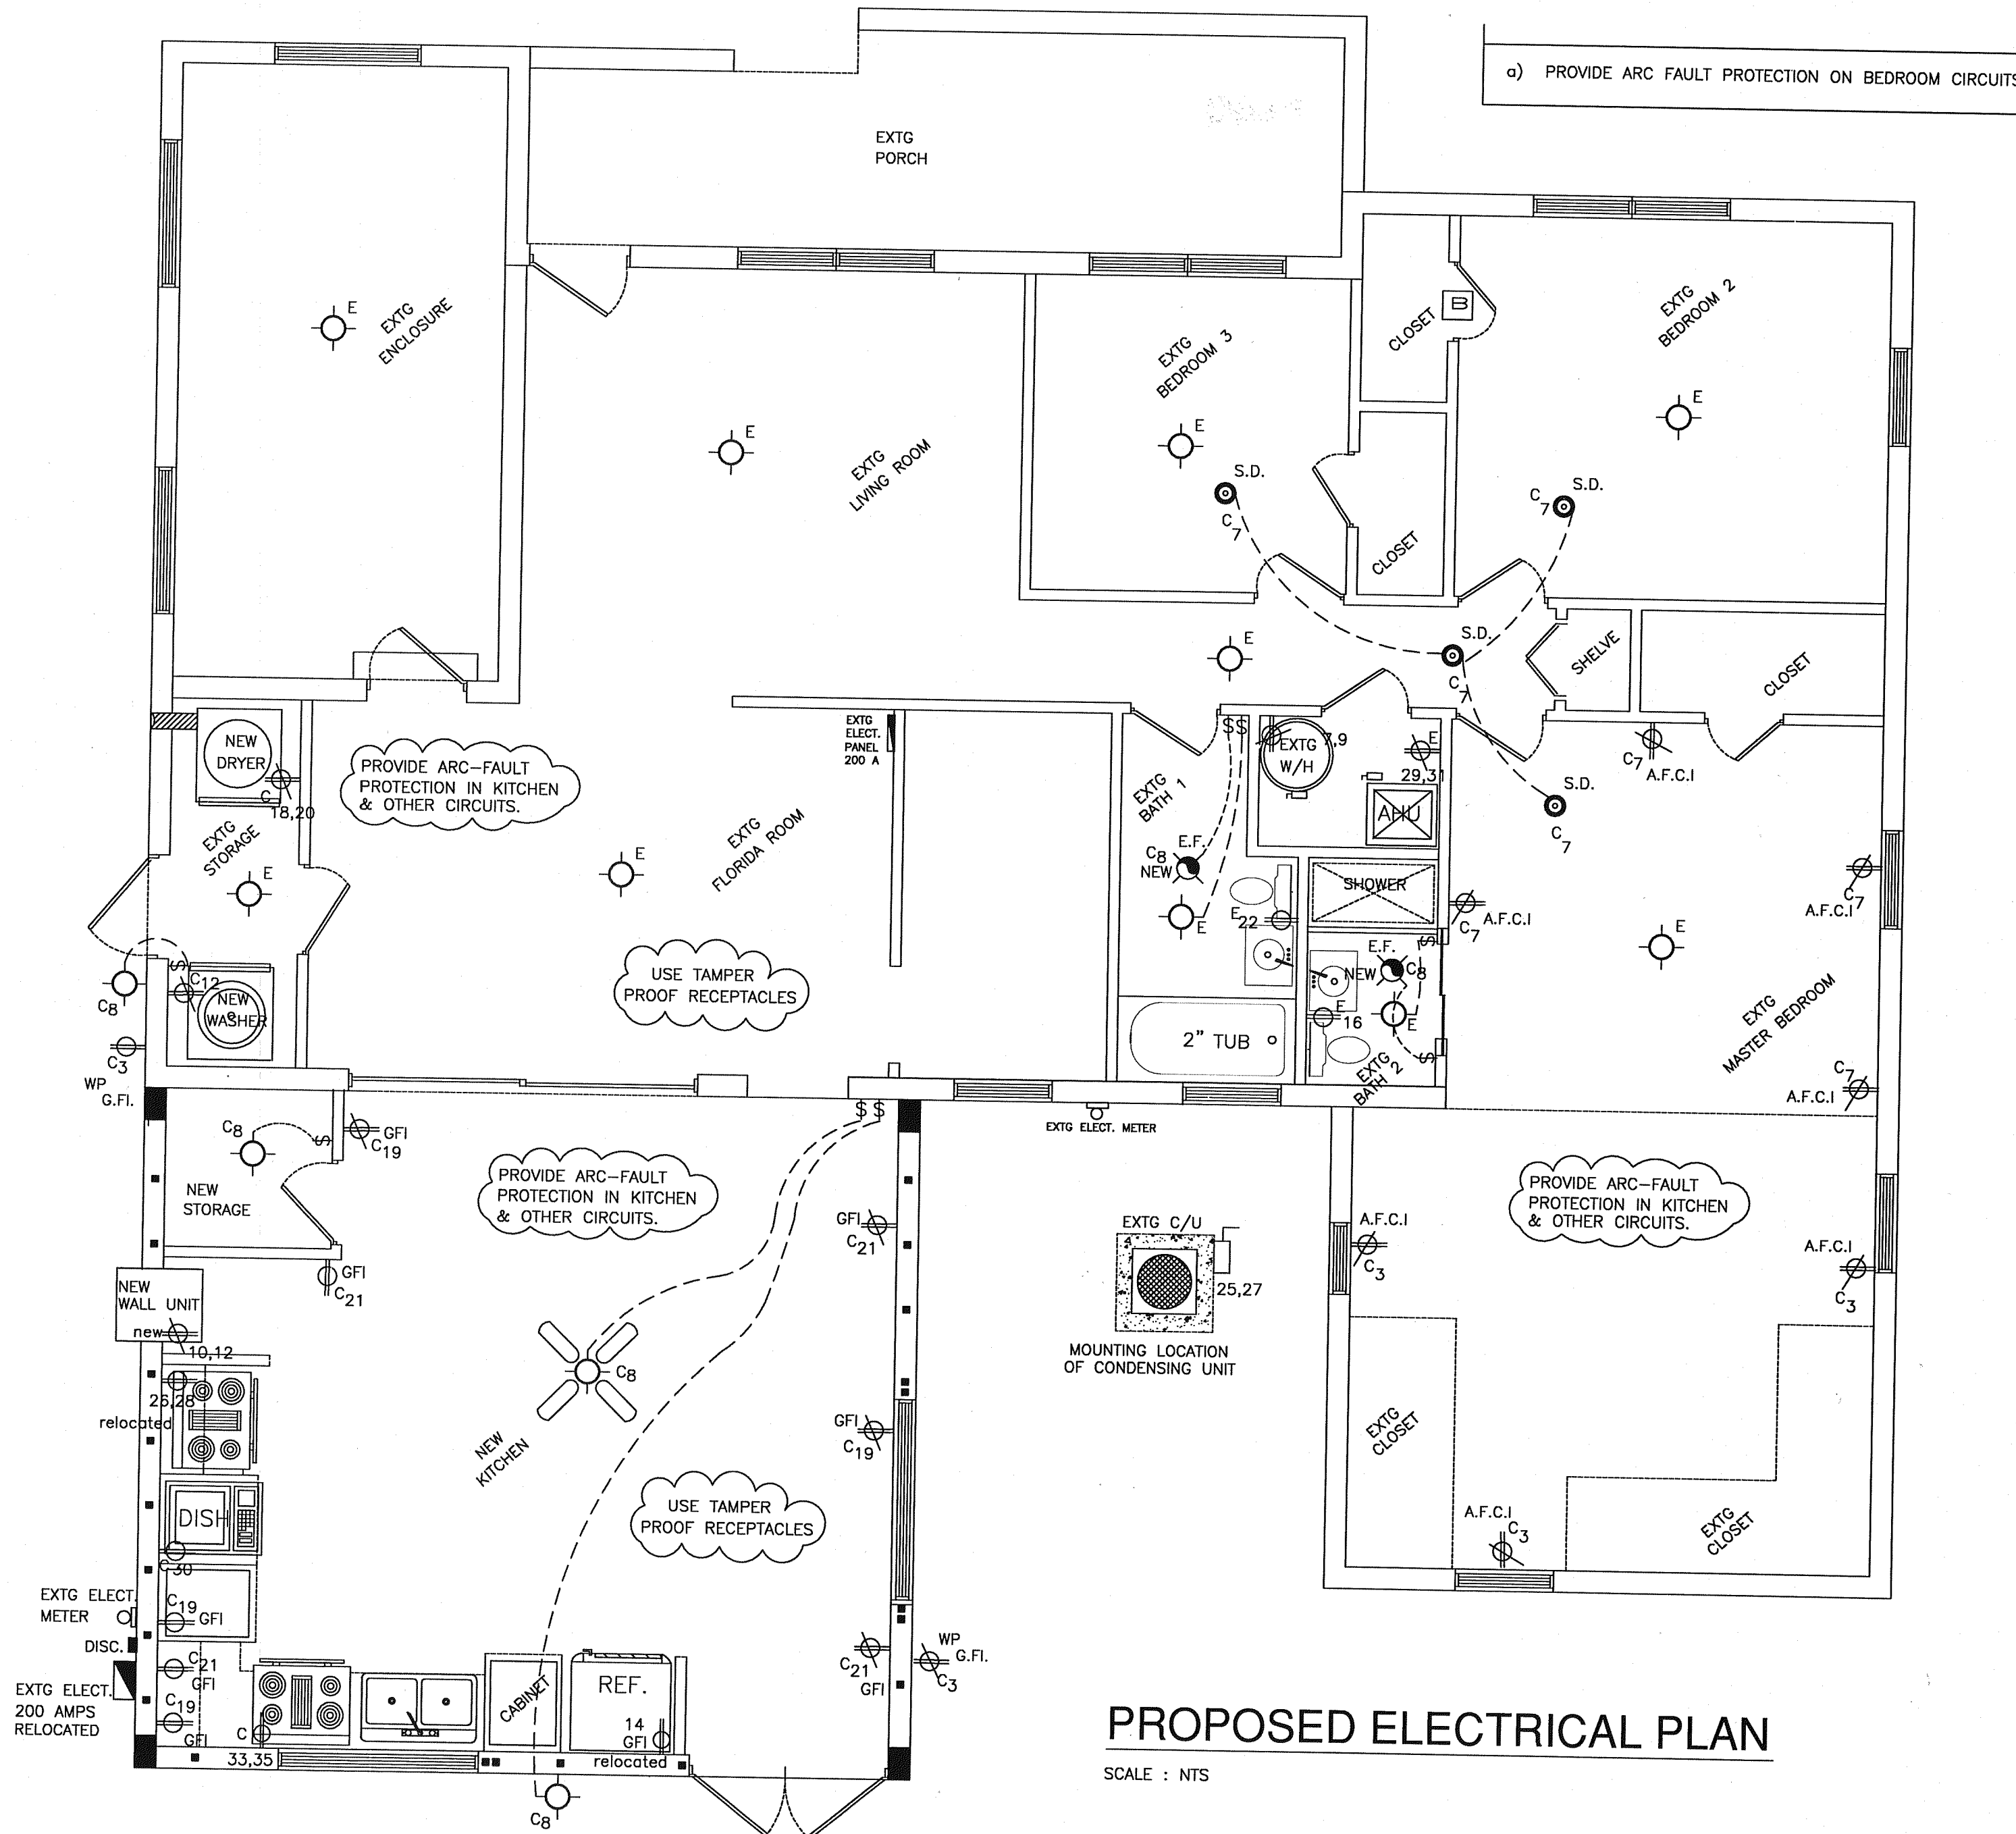 a) PROVIDE ARC FAULT PROTECTION ON BEDROOM CIRCUITS
EXTG
PORCH
E
EXTG
ENCLOSURE
E
EXTG
LIVING ROOM
EXTG
BEDROOM 3
E
S.D.
C7
CLOSET
B
CLOSET
EXTG
BEDROOM 2
E
S.D.
C7
E
S.D.
C7
SHELVE
CLOSET
NEW
DRYER
C
18,20
PROVIDE ARC-FAULT
PROTECTION IN KITCHEN
& OTHER CIRCUITS.
EXTG
STORAGE
E
E
EXTG
FLORIDA ROOM
EXTG
ELECT.
PANEL
200 A
USE TAMPER
PROOF RECEPTACLES
S
C12
NEW
WASHER
C8
C3
WP
G.FI.
SS
EXTG
W/H
7,9
E
29,31
AHU
EXTG
BATH 1
E.F.
C8
NEW
E
E
22
SHOWER
2" TUB
E.F.
NEW
C8
E
16
E
S
S
EXTG
BATH 2
C7
A.F.C.I
S.D.
C7
C7
A.F.C.I
C7
A.F.C.I
E
EXTG
MASTER BEDROOM
C7
A.F.C.I
EXTG ELECT. METER
C8
S
GFI
C19
NEW
STORAGE
GFI
C21
PROVIDE ARC-FAULT
PROTECTION IN KITCHEN
& OTHER CIRCUITS.
S S
GFI
C21
EXTG C/U
25,27
MOUNTING LOCATION
OF CONDENSING UNIT
PROVIDE ARC-FAULT
PROTECTION IN KITCHEN
& OTHER CIRCUITS.
A.F.C.I
C3
A.F.C.I
C3
NEW
WALL UNIT
new
10,12
26,28
relocated
C8
NEW
KITCHEN
GFI
C19
USE TAMPER
PROOF RECEPTACLES
EXTG
CLOSET
A.F.C.I
C3
EXTG
CLOSET
DISH
C30
EXTG ELECT.
METER
C19
GFI
DISC.
C21
GFI
EXTG ELECT.
200 AMPS
RELOCATED
C19
GFI
C
33,35
CABINET
REF.
14
GFI
relocated
C8
C21
GFI
WP
G.FI.
C3
PROPOSED ELECTRICAL PLAN
SCALE : NTS